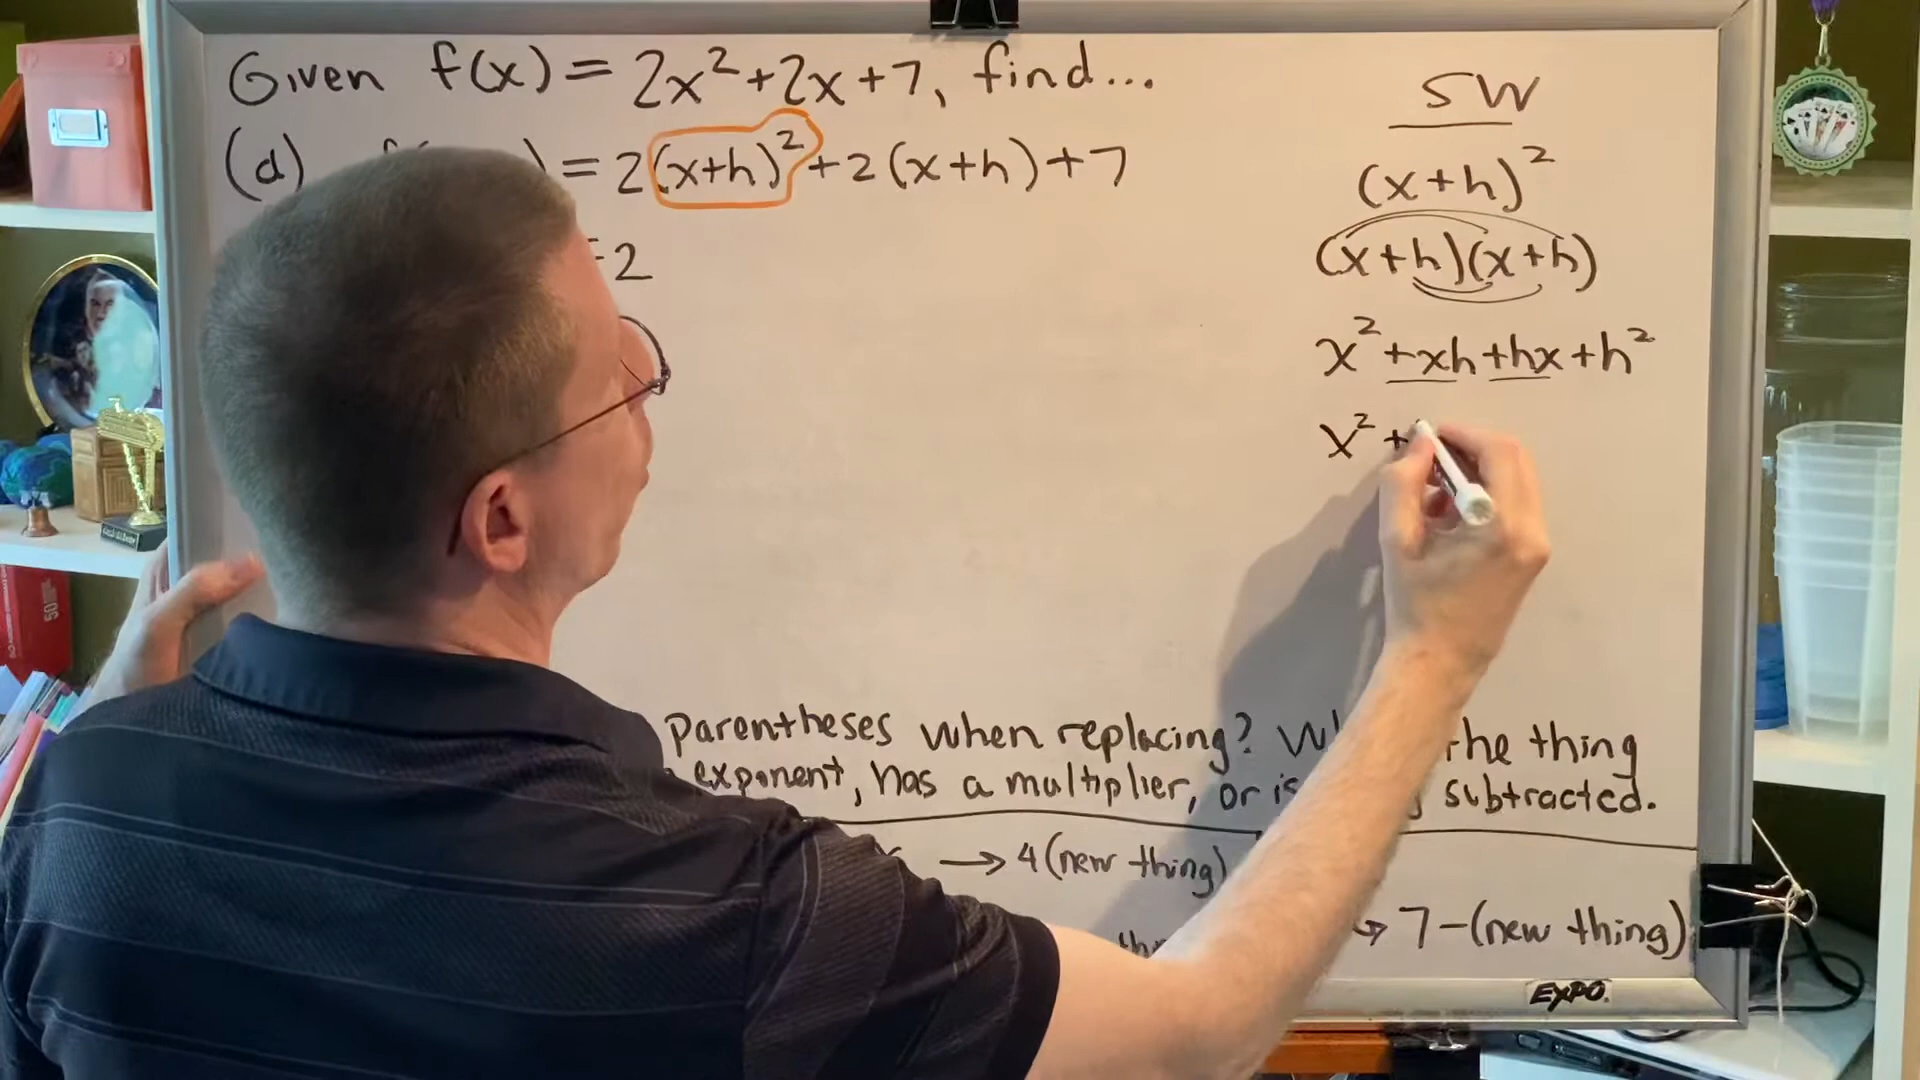 Given f(x) = 2x² + 2x + 7, find...
(d) = 2(x+h)² + 2(x+h) + 7
= 2
SW
(x+h)²
(x+h)(x+h)
x² + xh + hx + h²
x² +
parentheses when replacing? the thing
exponent, has a multiplier, or is subtracted.
→ 4(new thing)
→ 7-(new thing)
EXPO.
50